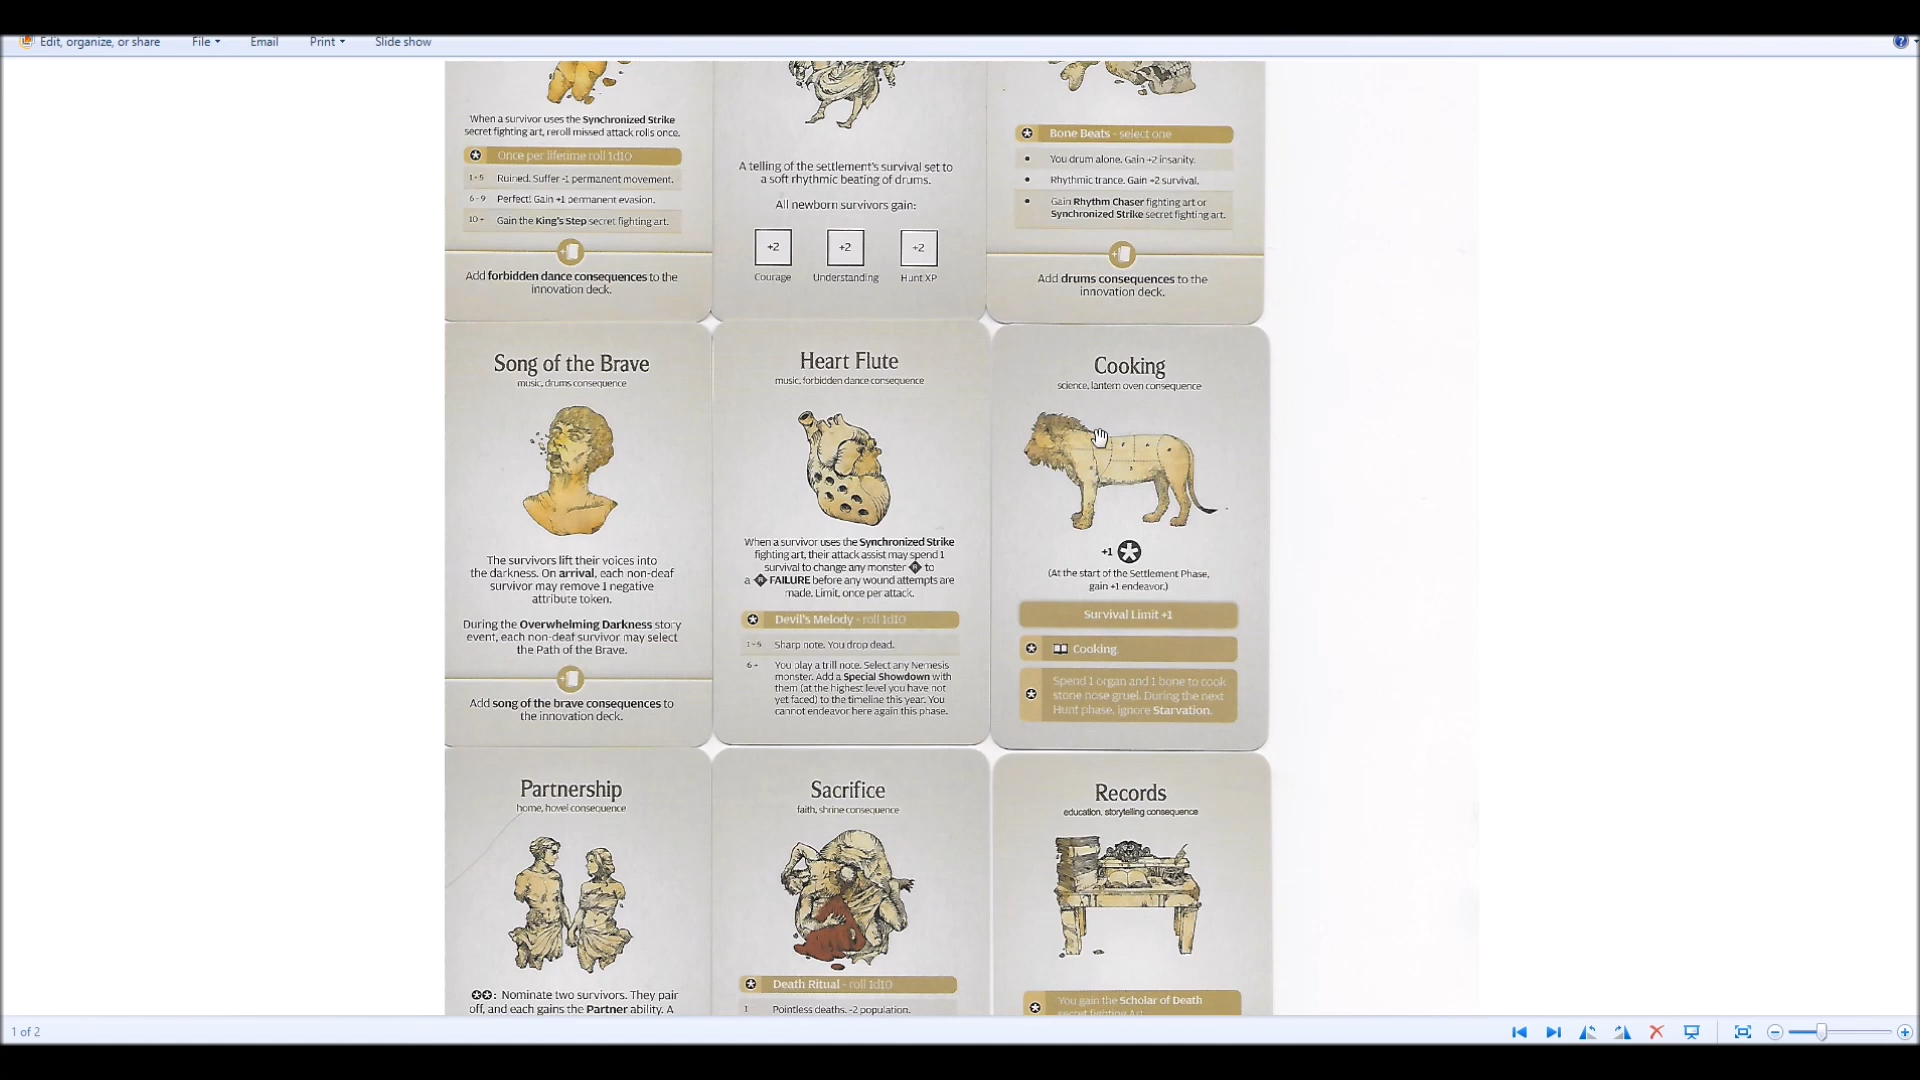 Edit, organize, or share File Email Print Slide show
When a survivor uses the Synchronized Strike
secret fighting art, reroll missed attack rolls once.
Once per lifetime roll 1d10
1-5 Ruined. Suffer -1 permanent movement.
6-9 Perfect! Gain +1 permanent evasion.
10+ Gain the King's Step secret fighting art.
Add forbidden dance consequences to the
innovation deck.
A telling of the settlement's survival set to
a soft rhythmic beating of drums.
All newborn survivors gain:
+2 +2 +2
Courage Understanding Hunt XP
Bone Beats - select one
• You drum alone. Gain +2 insanity.
• Rhythmic trance. Gain +2 survival.
• Gain Rhythm Chaser fighting art or
Synchronized Strike secret fighting art.
Add drums consequences to the
innovation deck.
Song of the Brave
music, drums consequence
The survivors lift their voices into
the darkness. On arrival, each non-deaf
survivor may remove 1 negative
attribute token.
During the Overwhelming Darkness story
event, each non-deaf survivor may select
the Path of the Brave.
Add song of the brave consequences to
the innovation deck.
Heart Flute
music, forbidden dance consequence
When a survivor uses the Synchronized Strike
fighting art, their attack assist may spend 1
survival to change any monster R to
a R FAILURE before any wound attempts are
made. Limit, once per attack.
Devil's Melody - roll 1d10
1-5 Sharp note. You drop dead.
6+ You play a trill note. Select any Nemesis
monster. Add a Special Showdown with
them (at the highest level you have not
yet faced) to the timeline this year. You
cannot endeavor here again this phase.
Cooking
science, lantern oven consequence
+1
(At the start of the Settlement Phase,
gain +1 endeavor.)
Survival Limit +1
Cooking.
Spend 1 organ and 1 bone to cook
stone nose gruel. During the next
Hunt phase, ignore Starvation.
Partnership
home, hovel consequence
: Nominate two survivors. They pair
off, and each gains the Partner ability. A
Sacrifice
faith, shrine consequence
Death Ritual - roll 1d10
1 Pointless deaths. -2 population.
Records
education, storytelling consequence
You gain the Scholar of Death
secret fighting Art.
1 of 2